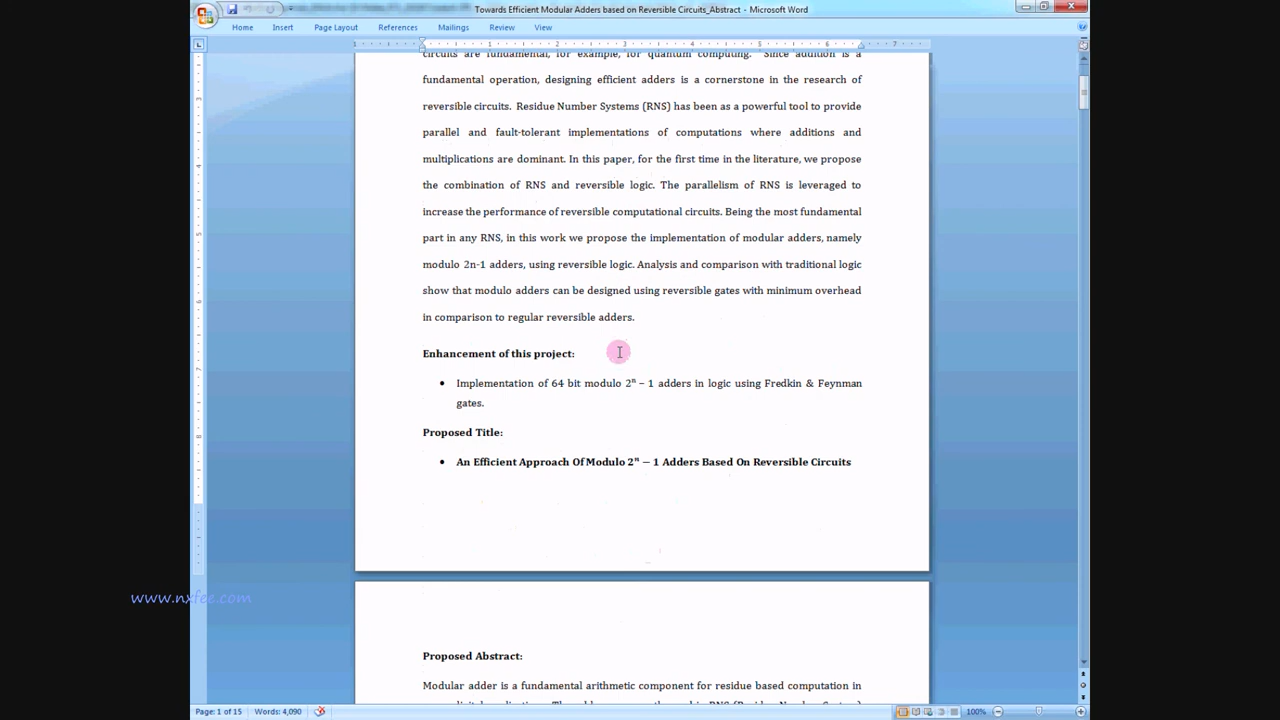 Towards Efficient Modular Adders based on Reversible Circuits_Abstract - Microsoft Word
Home Insert Page Layout References Mailings Review View
circuits are fundamental, for example, for quantum computing. Since addition is a
fundamental operation, designing efficient adders is a cornerstone in the research of
reversible circuits. Residue Number Systems (RNS) has been as a powerful tool to provide
parallel and fault-tolerant implementations of computations where additions and
multiplications are dominant. In this paper, for the first time in the literature, we propose
the combination of RNS and reversible logic. The parallelism of RNS is leveraged to
increase the performance of reversible computational circuits. Being the most fundamental
part in any RNS, in this work we propose the implementation of modular adders, namely
modulo 2n-1 adders, using reversible logic. Analysis and comparison with traditional logic
show that modulo adders can be designed using reversible gates with minimum overhead
in comparison to regular reversible adders.
Enhancement of this project:
• Implementation of 64 bit modulo 2ⁿ – 1 adders in logic using Fredkin & Feynman
gates.
Proposed Title:
• An Efficient Approach Of Modulo 2ⁿ − 1 Adders Based On Reversible Circuits
www.nxfee.com
Proposed Abstract:
Modular adder is a fundamental arithmetic component for residue based computation in
Page: 1 of 15 Words: 4,090 100%